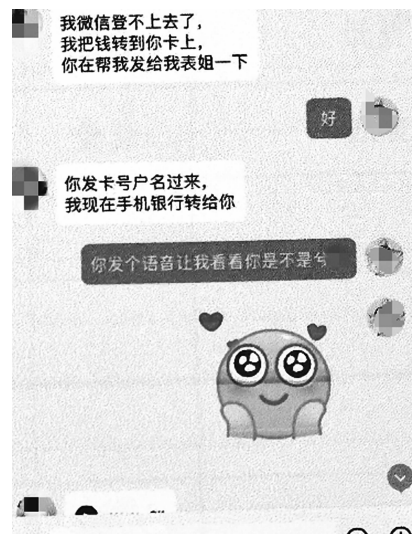 我微信登不上去了，
我把钱转到你卡上，
你在帮我发给我表姐一下
好
你发卡号户名过来，
我现在手机银行转给你
你发个语音让我看看你是不是